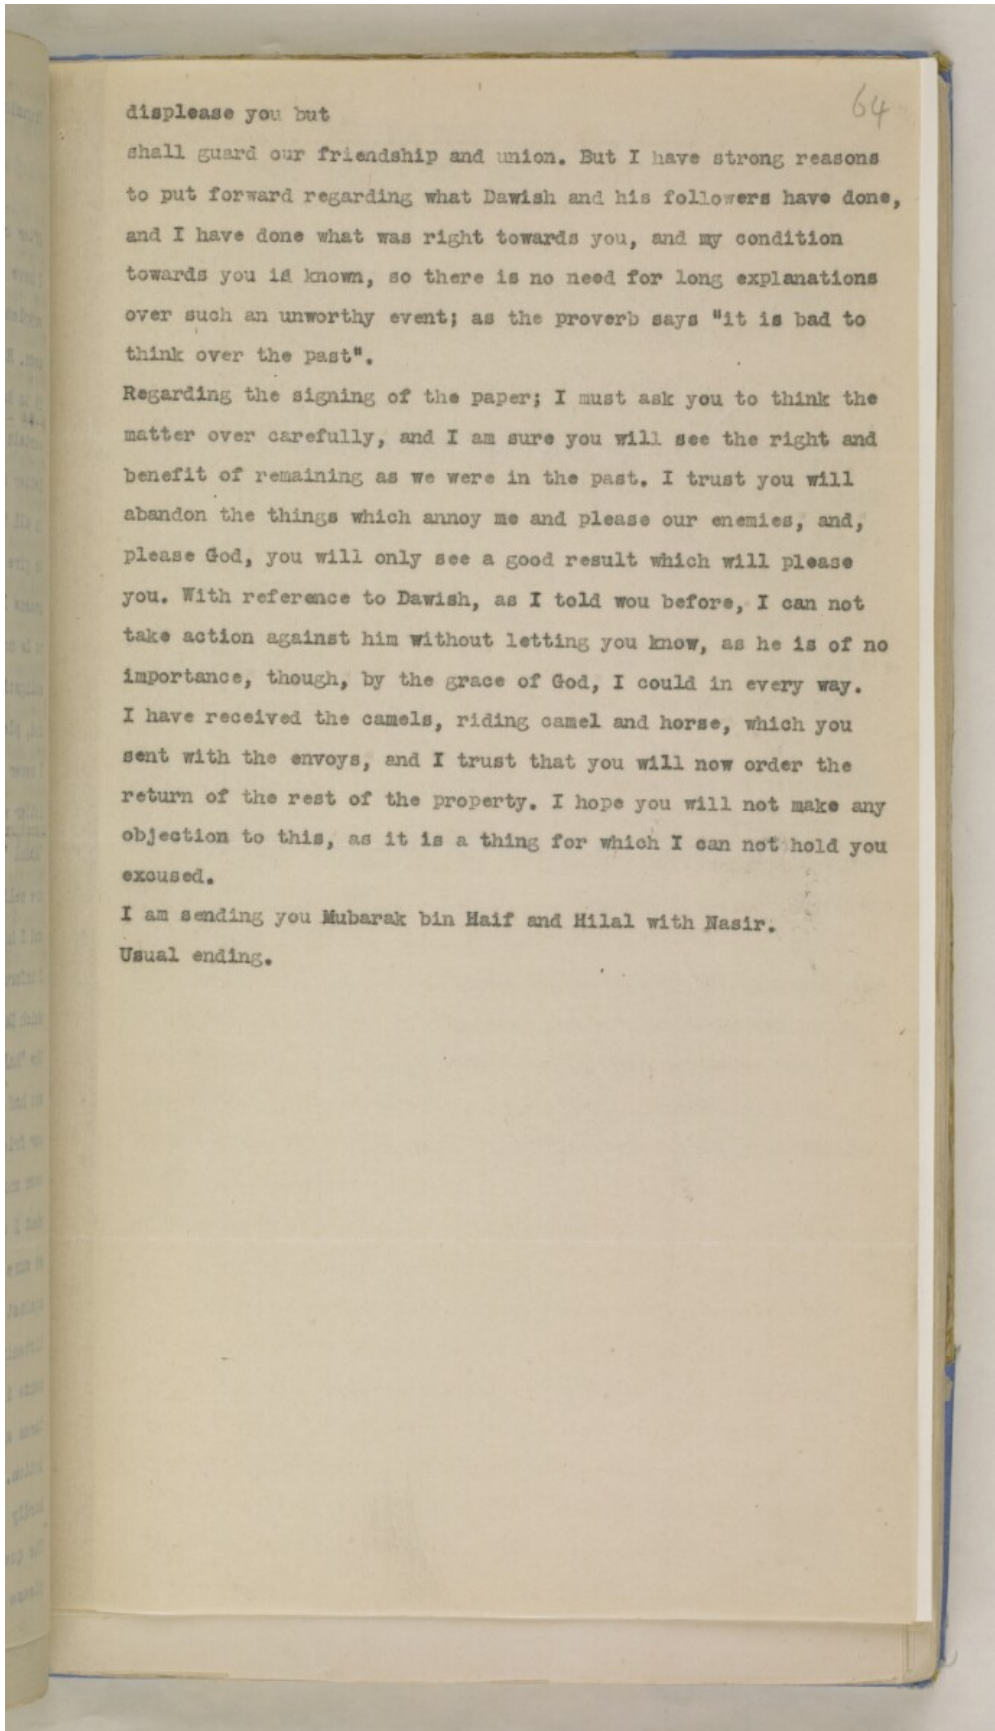 64
displease you but
shall guard our friendship and union. But I have strong reasons
to put forward regarding what Dawish and his followers have done,
and I have done what was right towards you, and my condition
towards you is known, so there is no need for long explanations
over such an unworthy event; as the proverb says "it is bad to
think over the past".
Regarding the signing of the paper; I must ask you to think the
matter over carefully, and I am sure you will see the right and
benefit of remaining as we were in the past. I trust you will
abandon the things which annoy me and please our enemies, and,
please God, you will only see a good result which will please
you. With reference to Dawish, as I told wou before, I can not
take action against him without letting you know, as he is of no
importance, though, by the grace of God, I could in every way.
I have received the camels, riding camel and horse, which you
sent with the envoys, and I trust that you will now order the
return of the rest of the property. I hope you will not make any
objection to this, as it is a thing for which I can not hold you
excused.
I am sending you Mubarak bin Haif and Hilal with Nasir.
Usual ending.